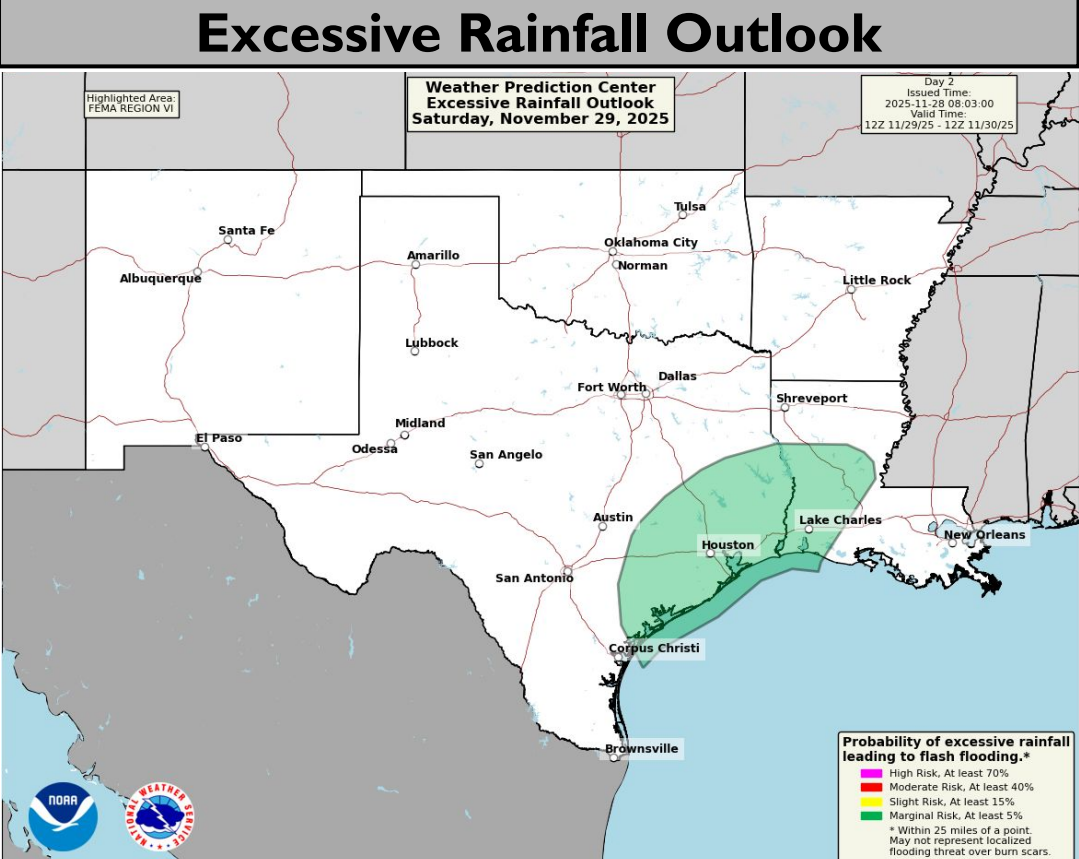 Excessive Rainfall Outlook
Highlighted Area:
FEMA REGION VI
Weather Prediction Center
Excessive Rainfall Outlook
Saturday, November 29, 2025
Day 2
Issued Time:
2025-11-28 08:03:00
Valid Time:
12Z 11/29/25 - 12Z 11/30/25
Tulsa
Santa Fe
Oklahoma City
Amarillo
Norman
Albuquerque
Little Rock
Lubbock
Dallas
Fort Worth
Shreveport
Midland
El Paso
Odessa
San Angelo
Austin
Lake Charles
New Orleans
Houston
San Antonio
Corpus Christi
Brownsville
Probability of excessive rainfall
leading to flash flooding.*
High Risk, At least 70%
Moderate Risk, At least 40%
Slight Risk, At least 15%
Marginal Risk, At least 5%
* Within 25 miles of a point.
May not represent localized
flooding threat over burn scars.
NOAA
NATIONAL WEATHER SERVICE